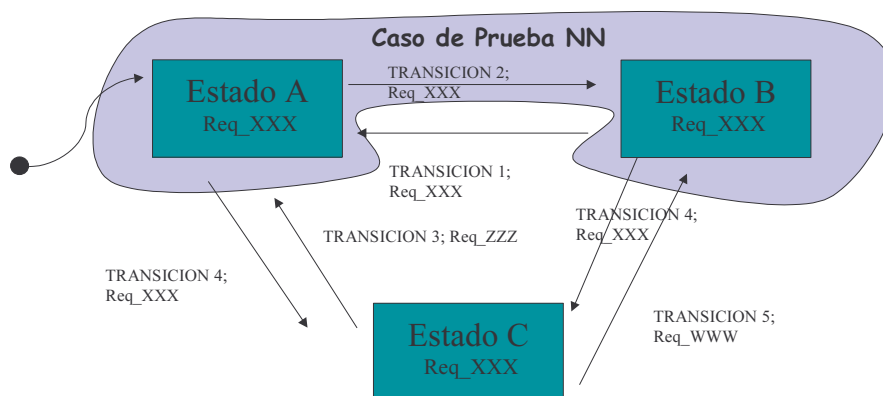 Caso de Prueba NN
TRANSICION 2;
Req_XXX
Estado A
Req_XXX
Estado B
Req_XXX
TRANSICION 1;
Req_XXX
TRANSICION 4;
Req_XXX
TRANSICION 3; Req_ZZZ
TRANSICION 4;
Req_XXX
TRANSICION 5;
Req_WWW
Estado C
Req_XXX